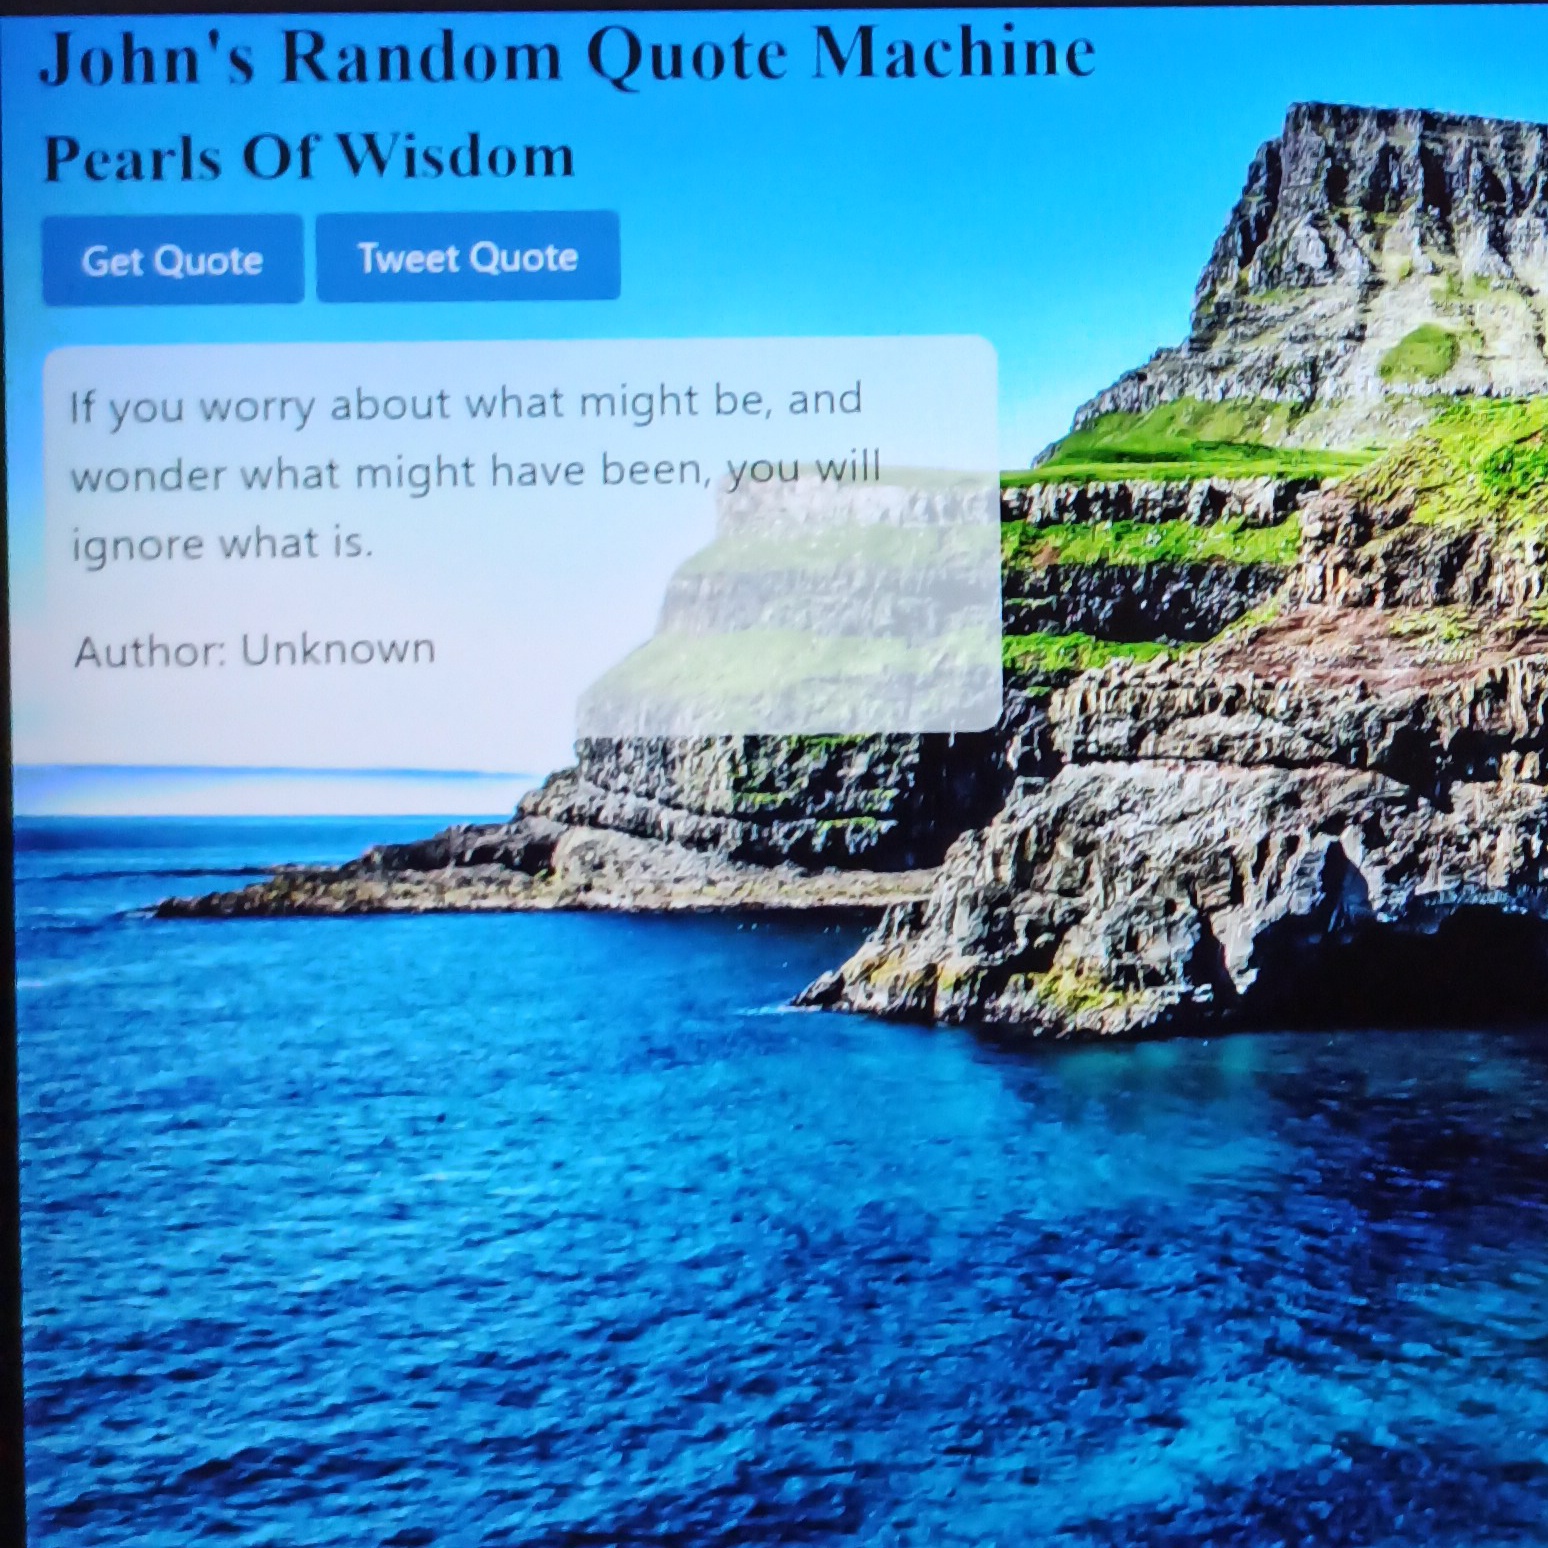 John's Random Quote Machine
Pearls Of Wisdom
Get Quote Tweet Quote
If you worry about what might be, and
wonder what might have been, you will
ignore what is.
Author: Unknown